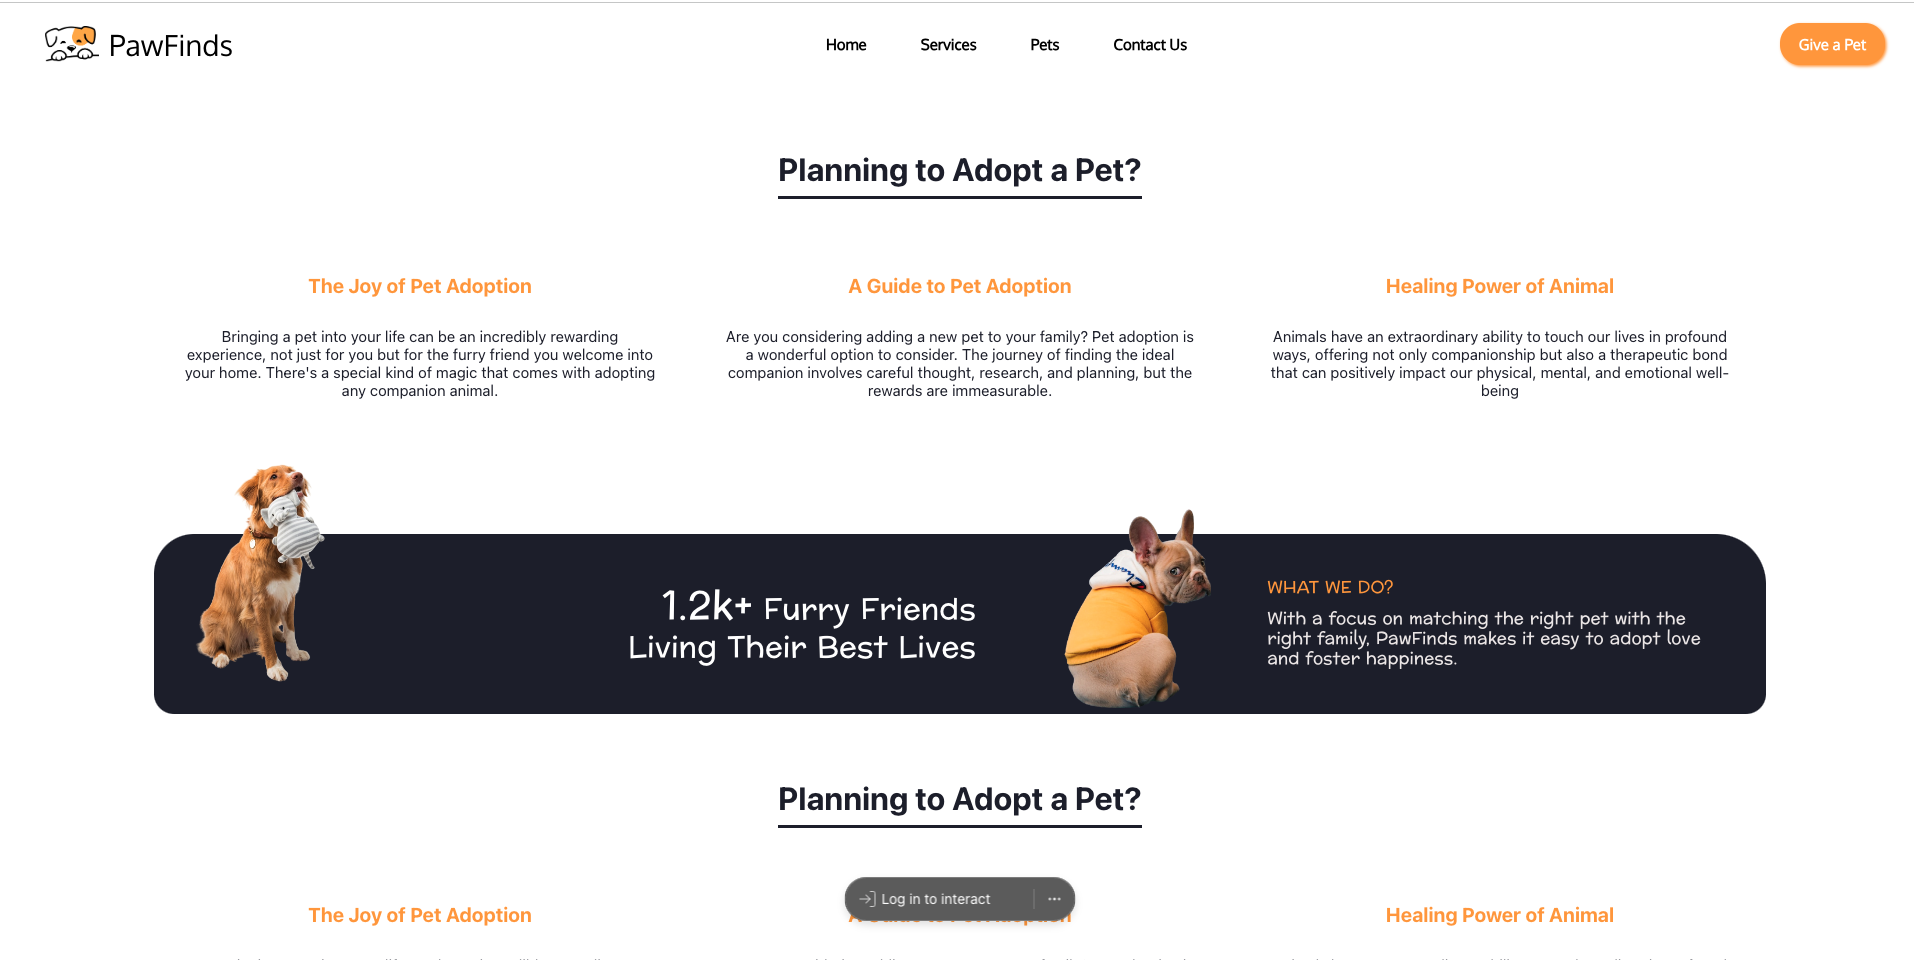 PawFinds
Home
Services
Pets
Contact Us
Give a Pet
Planning to Adopt a Pet?
The Joy of Pet Adoption
Bringing a pet into your life can be an incredibly rewarding
experience, not just for you but for the furry friend you welcome into
your home. There's a special kind of magic that comes with adopting
any companion animal.
A Guide to Pet Adoption
Are you considering adding a new pet to your family? Pet adoption is
a wonderful option to consider. The journey of finding the ideal
companion involves careful thought, research, and planning, but the
rewards are immeasurable.
Healing Power of Animal
Animals have an extraordinary ability to touch our lives in profound
ways, offering not only companionship but also a therapeutic bond
that can positively impact our physical, mental, and emotional well-
being
1.2k+ Furry Friends
Living Their Best Lives
WHAT WE DO?
With a focus on matching the right pet with the
right family, PawFinds makes it easy to adopt love
and foster happiness.
Planning to Adopt a Pet?
The Joy of Pet Adoption
Log in to interact
Healing Power of Animal